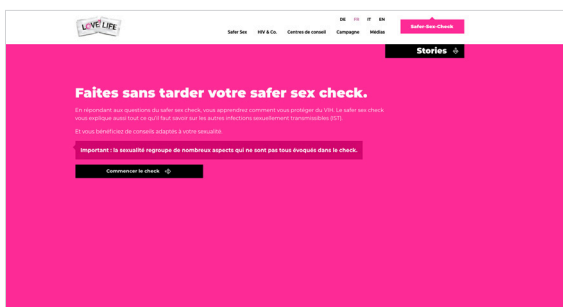 LOVE LIFE
DE FR IT EN
Safer Sex HIV & Co. Centres de conseil Campagne Médias
Safer-Sex-Check
Stories
Faites sans tarder votre safer sex check.
En répondant aux questions du safer sex check, vous apprendrez comment vous protéger du VIH. Le safer sex check
vous explique aussi tout ce qu'il faut savoir sur les autres infections sexuellement transmissibles (IST).
Et vous bénéficiez de conseils adaptés à votre sexualité.
Important : la sexualité regroupe de nombreux aspects qui ne sont pas tous évoqués dans le check.
Commencer le check